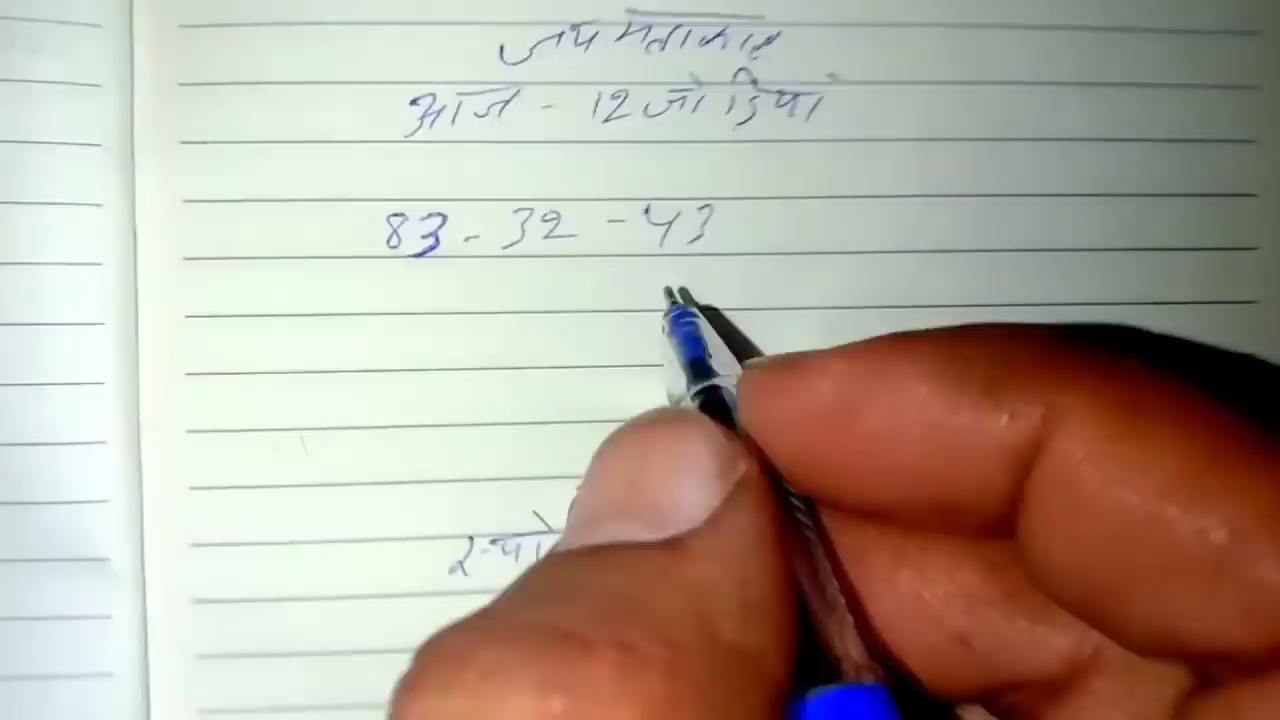 जय महाकाल
आज - 12 जोड़ियां
83 - 32 - 43